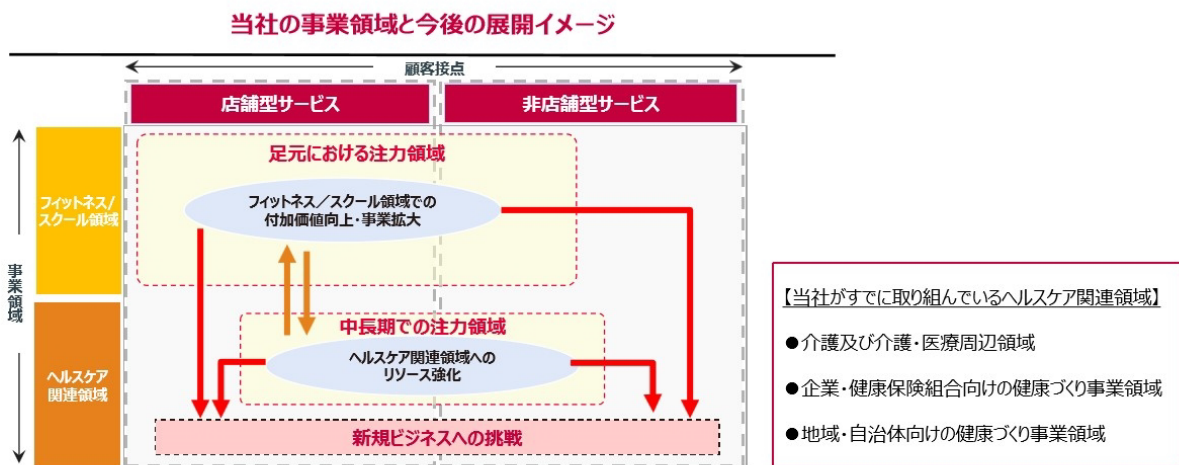 当社の事業領域と今後の展開イメージ
顧客接点
店舗型サービス
非店舗型サービス
事業領域
フィットネス/
スクール領域
足元における注力領域
フィットネス／スクール領域での
付加価値向上・事業拡大
ヘルスケア
関連領域
中長期での注力領域
ヘルスケア関連領域への
リソース強化
新規ビジネスへの挑戦
【当社がすでに取り組んでいるヘルスケア関連領域】
●介護及び介護・医療周辺領域
●企業・健康保険組合向けの健康づくり事業領域
●地域・自治体向けの健康づくり事業領域